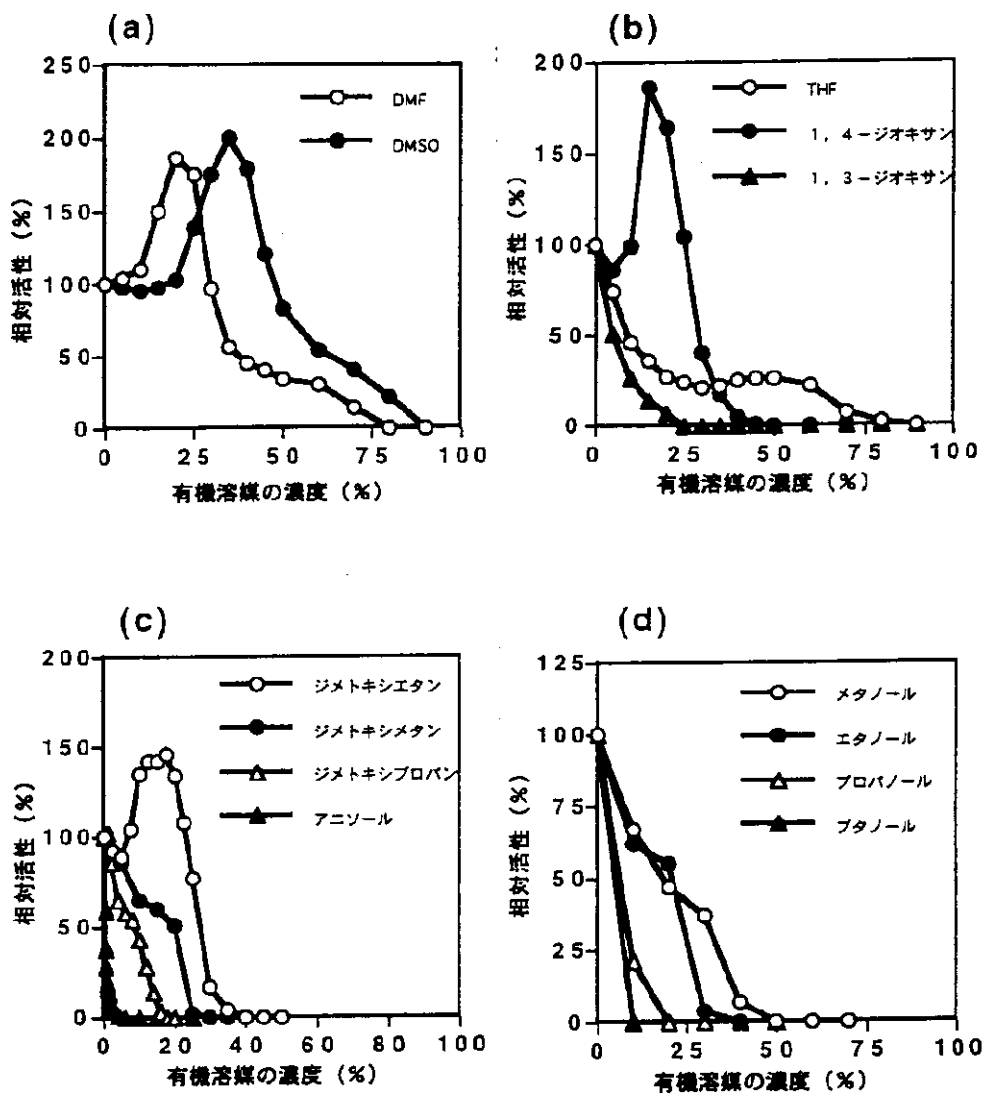 (a)
250
200
150
100
50
0
0 25 50 75 100
相対活性 (%)
有機溶媒の濃度 (%)
DMF
DMSO
(b)
200
150
100
50
0
0 25 50 75 100
相対活性 (%)
有機溶媒の濃度 (%)
THF
1, 4-ジオキサン
1, 3-ジオキサン
(c)
200
150
100
50
0
0 20 40 60 80 100
相対活性 (%)
有機溶媒の濃度 (%)
ジメトキシエタン
ジメトキシメタン
ジメトキシプロパン
アニソール
(d)
125
100
75
50
25
0
0 25 50 75 100
相対活性 (%)
有機溶媒の濃度 (%)
メタノール
エタノール
プロパノール
ブタノール